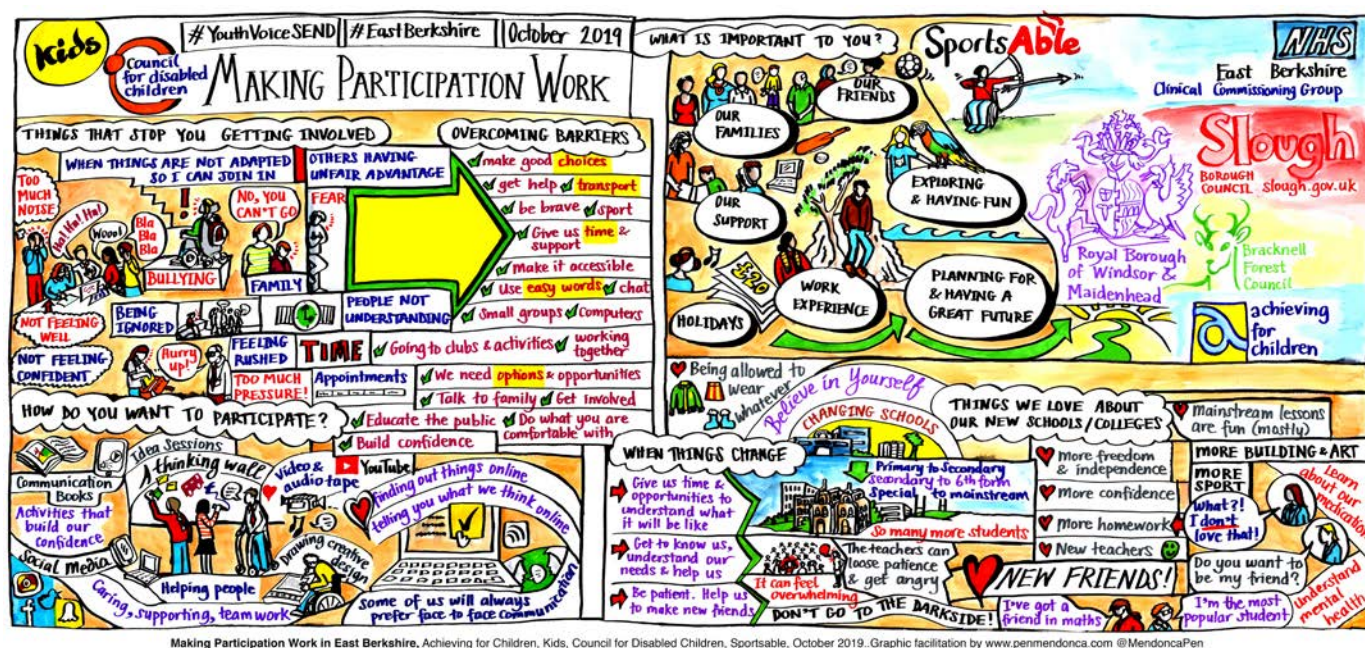 Kids
Council
for disabled
children
#YouthVoiceSEND
#EastBerkshire
October 2019
MAKING PARTICIPATION WORK
THINGS THAT STOP YOU GETTING INVOLVED
WHEN THINGS ARE NOT ADAPTED
SO I CAN JOIN IN
OTHERS HAVING
UNFAIR ADVANTAGE
TOO
MUCH
NOISE
Ha! Ha! Ha!
Wooo!
Bla
Bla
Bla
!
NO, YOU
CAN'T GO
FEAR
BULLYING
FAMILY
NOT FEELING
WELL
BEING
IGNORED
PEOPLE NOT
UNDERSTANDING
NOT FEELING
CONFIDENT
Hurry
up!
FEELING
RUSHED
TIME
TOO MUCH
PRESSURE!
Appointments
OVERCOMING BARRIERS
make good choices
get help
transport
be brave
sport
Give us time &
support
make it accessible
use easy words
chat
Small groups
Computers
Going to clubs & activities
working
together
We need options & opportunities
Talk to family
Get Involved
Educate the public
Do what you are
comfortable with
Build confidence
HOW DO YOU WANT TO PARTICIPATE?
Communication
Books
Activities
that build
our
confidence
Social Media
Idea Sessions
thinking wall
Video &
audio tape
YouTube
Finding out things online
telling you what we think online
Drawing creative
design
Helping people
Caring, supporting, team work
Some of us will always
prefer face to face communication
WHAT IS IMPORTANT TO YOU?
OUR
FRIENDS
OUR
FAMILIES
OUR
SUPPORT
EXPLORING
& HAVING FUN
£20
HOLIDAYS
WORK
EXPERIENCE
PLANNING FOR
& HAVING A
GREAT FUTURE
SportsAble
NHS
East Berkshire
Clinical Commissioning Group
Slough
BOROUGH
COUNCIL slough.gov.uk
Royal Borough
of Windsor &
Maidenhead
Bracknell
Forest
Council
achieving
for
children
Being allowed to
wear
whatever
Believe in Yourself
CHANGING SCHOOLS
WHEN THINGS CHANGE
Give us time &
opportunities to
understand what
it will be like
Get to know us,
understand our
needs & help us
Be patient. Help us
to make new friends
Primary to Secondary
secondary to 6th form
Special to mainstream
So many more students
It can feel
overwhelming
The teachers can
loose patience
& get angry
DON'T GO TO THE DARKSIDE!
THINGS WE LOVE ABOUT
OUR NEW SCHOOLS/COLLEGES
Mainstream lessons
are fun (mostly)
More freedom
& independence
More confidence
More homework
New teachers
MORE BUILDING & ART
MORE
SPORT
What?!
I don't
love that!
Learn
about our
medication
NEW FRIENDS!
Do you want to
be my friend?
Understand
mental
health
I've got a
friend in maths
I'm the most
popular student
Making Participation Work in East Berkshire, Achieving for Children, Kids, Council for Disabled Children, Sportsable, October 2019..Graphic facilitation by www.penmendonca.com @MendoncaPen